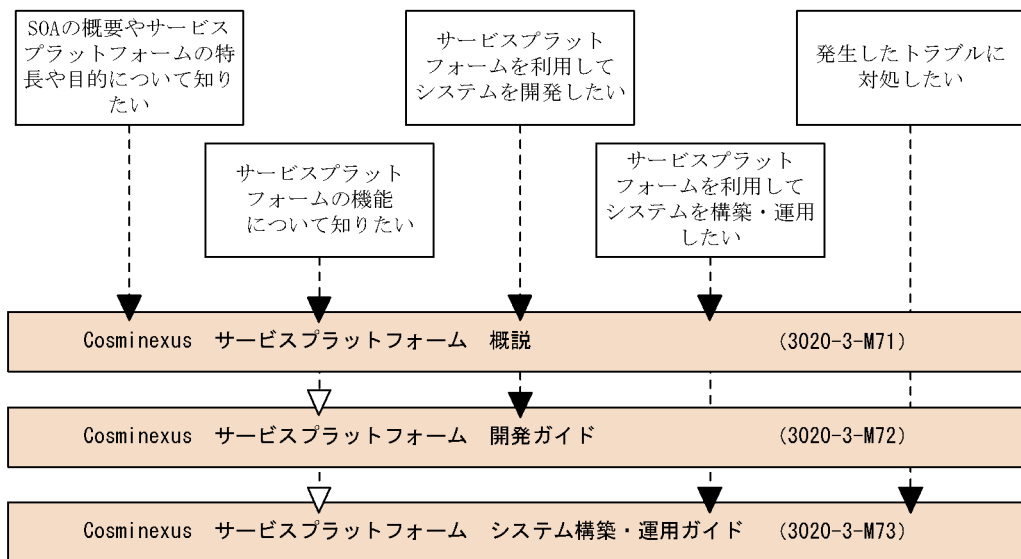 SOAの概要やサービス
プラットフォームの特
長や目的について知り
たい
サービスプラット
フォームの機能
について知りたい
サービスプラット
フォームを利用して
システムを開発したい
サービスプラット
フォームを利用して
システムを構築・運用
したい
発生したトラブルに
対処したい
Cosminexus サービスプラットフォーム 概説 (3020-3-M71)
Cosminexus サービスプラットフォーム 開発ガイド (3020-3-M72)
Cosminexus サービスプラットフォーム システム構築・運用ガイド (3020-3-M73)